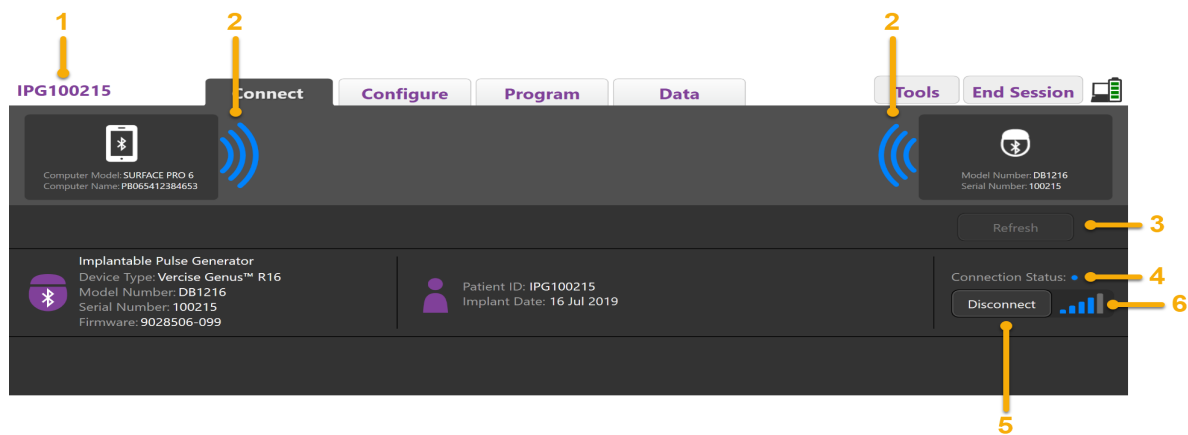 1
2
2
IPG100215
Connect
Configure
Program
Data
Tools
End Session
Computer Model: SURFACE PRO 6
Computer Name: PB065412384653
Model Number: DB1216
Serial Number: 100215
Refresh
3
Implantable Pulse Generator
Device Type: Vercise Genus™ R16
Model Number: DB1216
Serial Number: 100215
Firmware: 9028506-099
Patient ID: IPG100215
Implant Date: 16 Jul 2019
Connection Status:
4
Disconnect
6
5